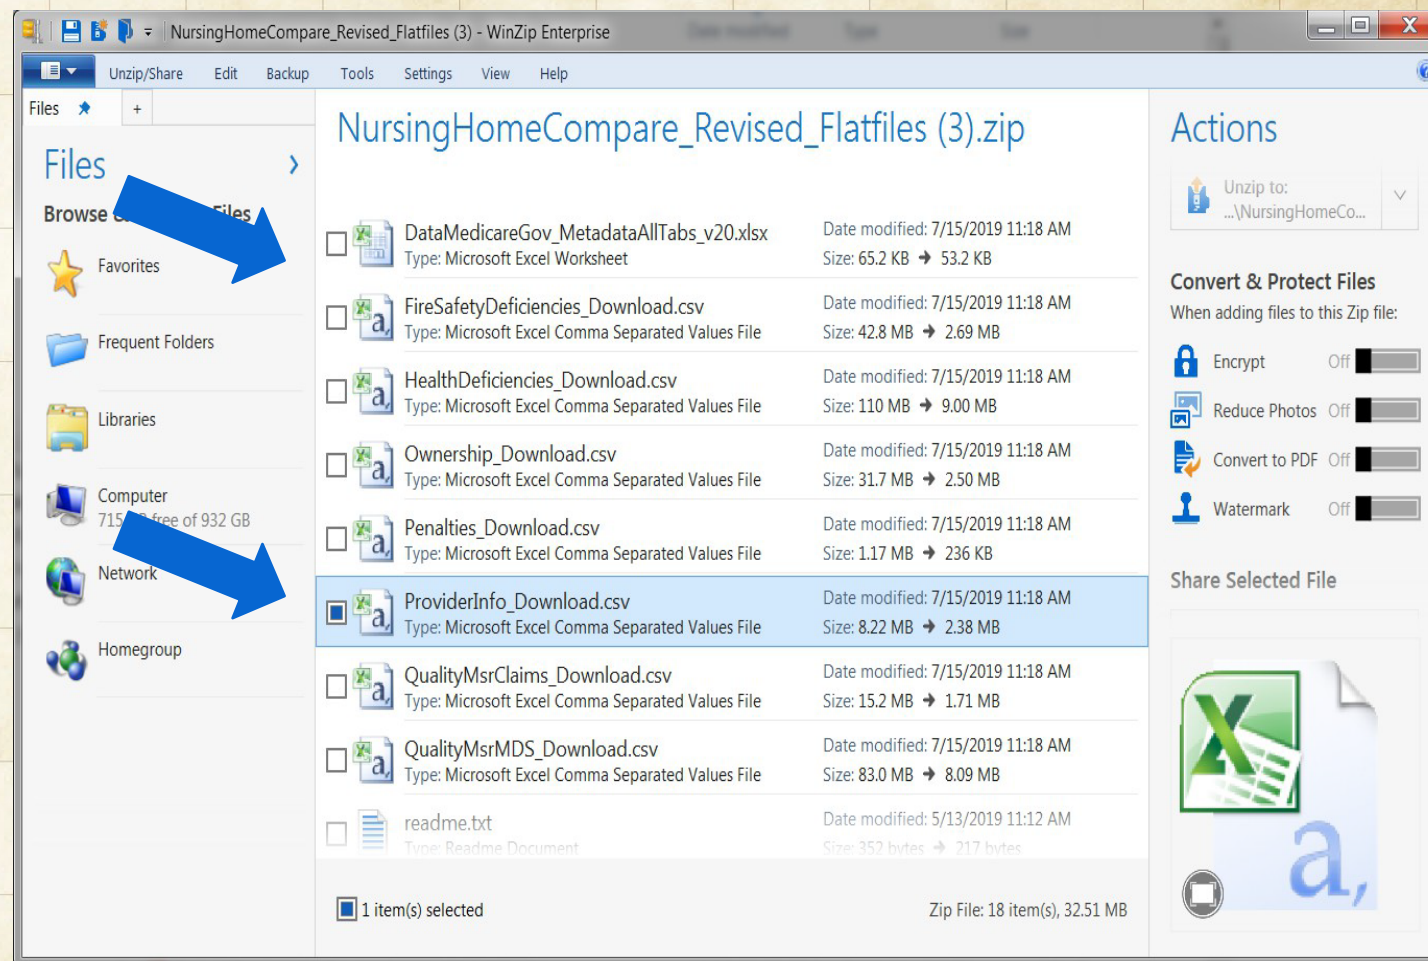 NursingHomeCompare_Revised_Flatfiles (3) - WinZip Enterprise
Unzip/Share Edit Backup Tools Settings View Help
Files +
Files
Browse Files
Favorites
Frequent Folders
Libraries
Computer
free of 932 GB
Network
Homegroup
NursingHomeCompare_Revised_Flatfiles (3).zip
DataMedicareGov_MetadataAllTabs_v20.xlsx Date modified: 7/15/2019 11:18 AM
Type: Microsoft Excel Worksheet Size: 65.2 KB → 53.2 KB
FireSafetyDeficiencies_Download.csv Date modified: 7/15/2019 11:18 AM
Type: Microsoft Excel Comma Separated Values File Size: 42.8 MB → 2.69 MB
HealthDeficiencies_Download.csv Date modified: 7/15/2019 11:18 AM
Type: Microsoft Excel Comma Separated Values File Size: 110 MB → 9.00 MB
Ownership_Download.csv Date modified: 7/15/2019 11:18 AM
Type: Microsoft Excel Comma Separated Values File Size: 31.7 MB → 2.50 MB
Penalties_Download.csv Date modified: 7/15/2019 11:18 AM
Type: Microsoft Excel Comma Separated Values File Size: 1.17 MB → 236 KB
ProviderInfo_Download.csv Date modified: 7/15/2019 11:18 AM
Type: Microsoft Excel Comma Separated Values File Size: 8.22 MB → 2.38 MB
QualityMsrClaims_Download.csv Date modified: 7/15/2019 11:18 AM
Type: Microsoft Excel Comma Separated Values File Size: 15.2 MB → 1.71 MB
QualityMsrMDS_Download.csv Date modified: 7/15/2019 11:18 AM
Type: Microsoft Excel Comma Separated Values File Size: 83.0 MB → 8.09 MB
readme.txt Date modified: 5/13/2019 11:12 AM
Type: Readme Document Size: 352 bytes → 217 bytes
1 item(s) selected Zip File: 18 item(s), 32.51 MB
Actions
Unzip to:
...\NursingHomeCo...
Convert & Protect Files
When adding files to this Zip file:
Encrypt Off
Reduce Photos Off
Convert to PDF Off
Watermark Off
Share Selected File
X
a,